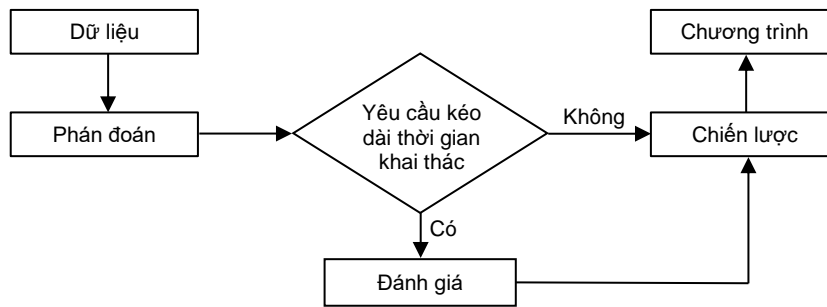 Dữ liệu
Chương trình
Phán đoán
Yêu cầu kéo
dài thời gian
khai thác
Không
Chiến lược
Có
Đánh giá